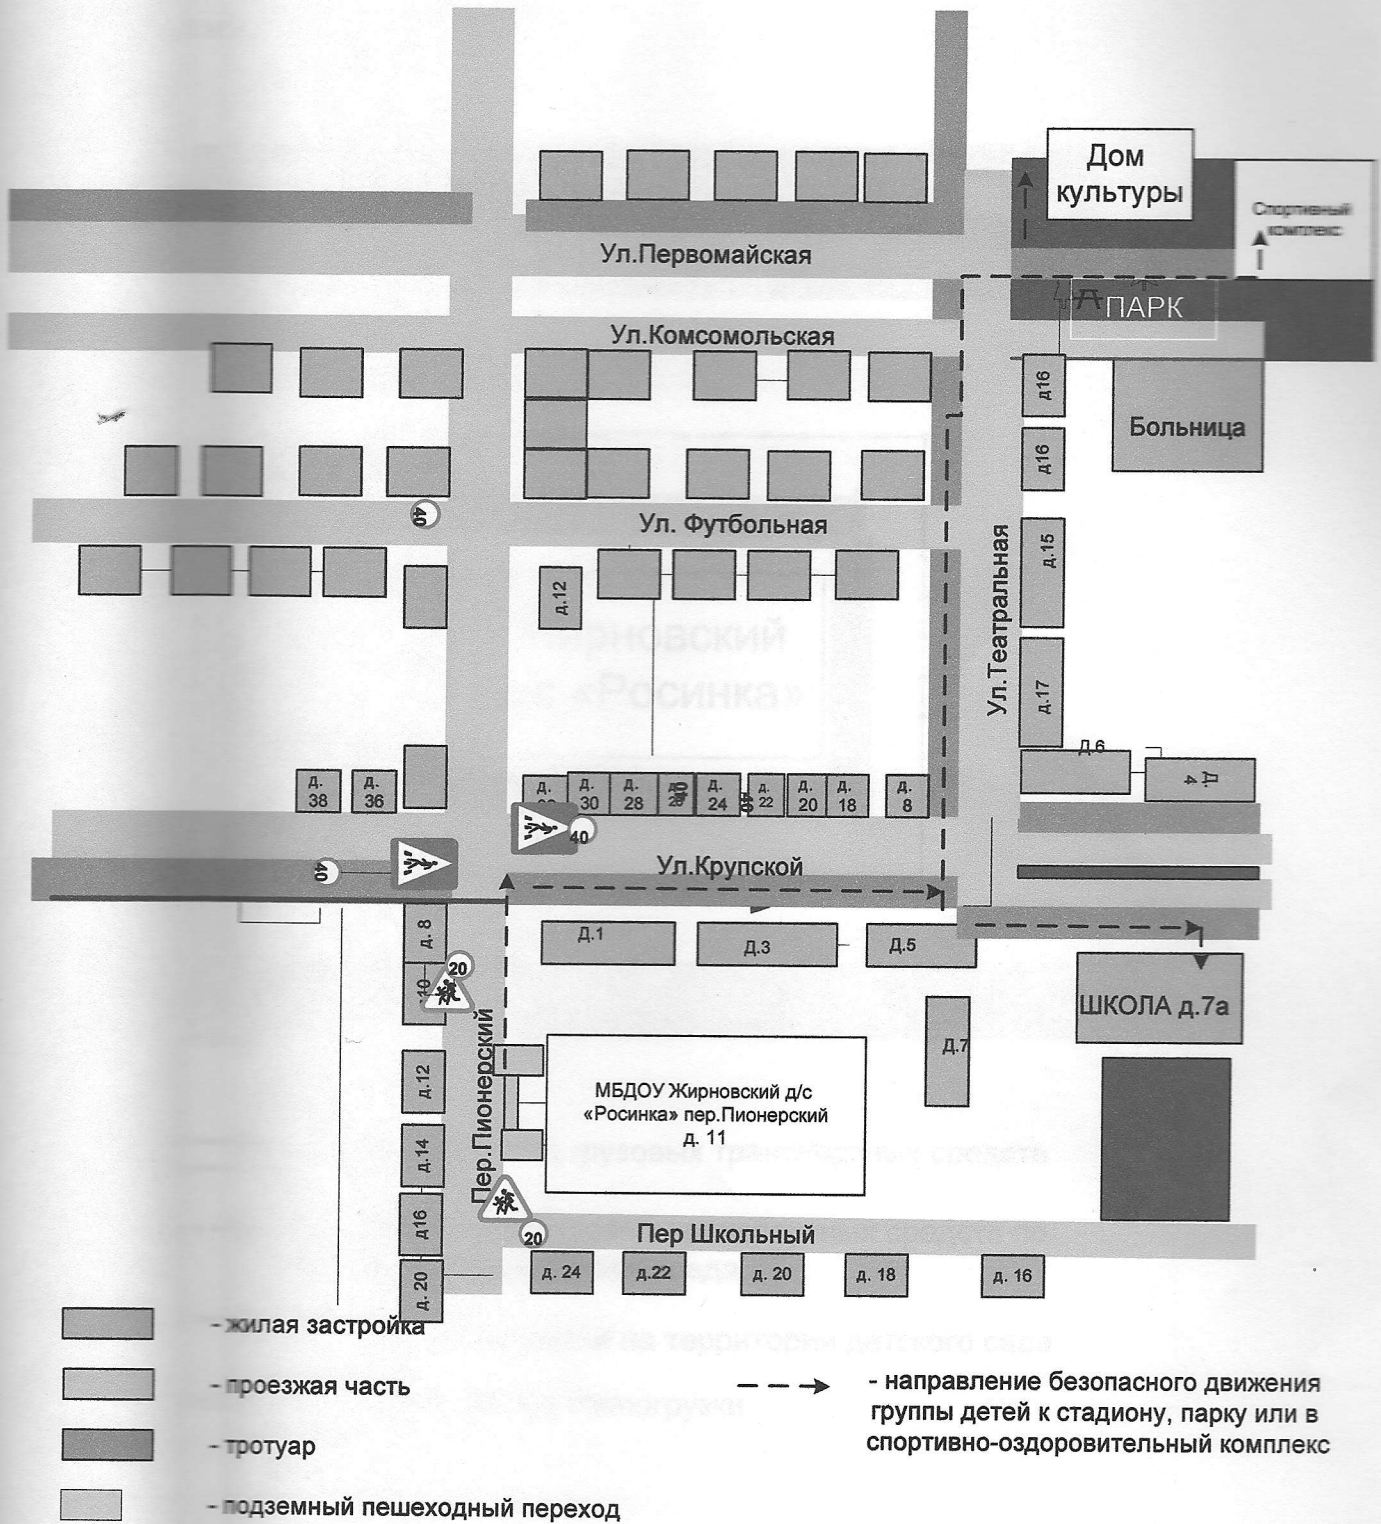 Дом
культуры
Спортивный
комплекс
Ул.Первомайская
ПАРК
Ул.Комсомольская
д16
Больница
д16
40
Ул. Футбольная
д.15
д.12
Ул.Театральная
д.17
Д.6
Д. 4
д.
38
д.
36
д.
д.
30
д.
28
д.
д.
24
д.
22
д.
20
д.
18
д.
8
40
40
Ул.Крупской
д. 8
Д.1
Д.3
Д.5
20
ШКОЛА д.7а
Д.7
Пер.Пионерский
д.12
МБДОУ Жирновский д/с
«Росинка» пер.Пионерский
д. 11
д.14
д16
20
Пер Школьный
д. 20
д. 24
д.22
д. 20
д. 18
д. 16
- жилая застройка
- проезжая часть
- тротуар
- подземный пешеходный переход
- направление безопасного движения
группы детей к стадиону, парку или в
спортивно-оздоровительный комплекс